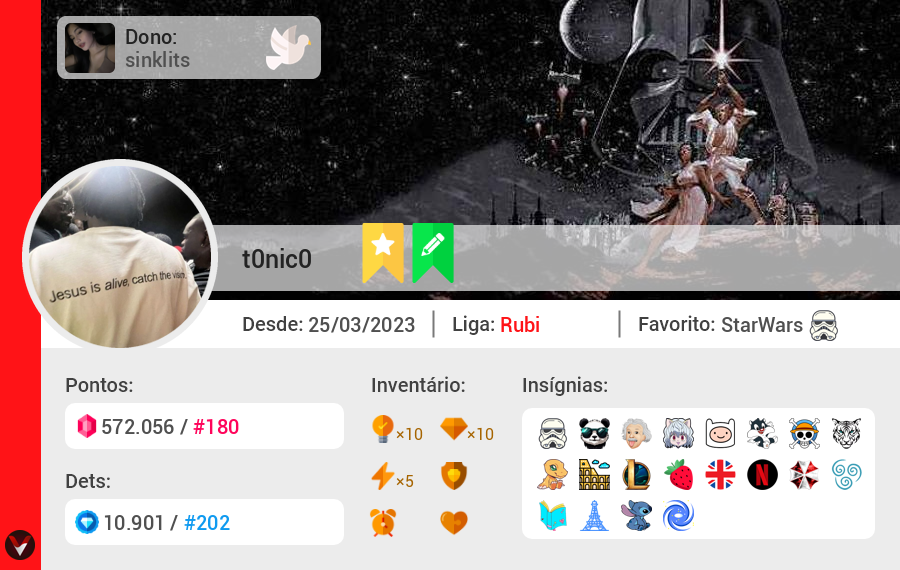 Dono:
sinklits
Jesus is alive, catch the vision.
t0nic0
Desde: 25/03/2023
Liga: Rubi
Favorito: StarWars
Pontos:
572.056 / #180
Dets:
10.901 / #202
Inventário:
×10
×10
×5
Insígnias:
N